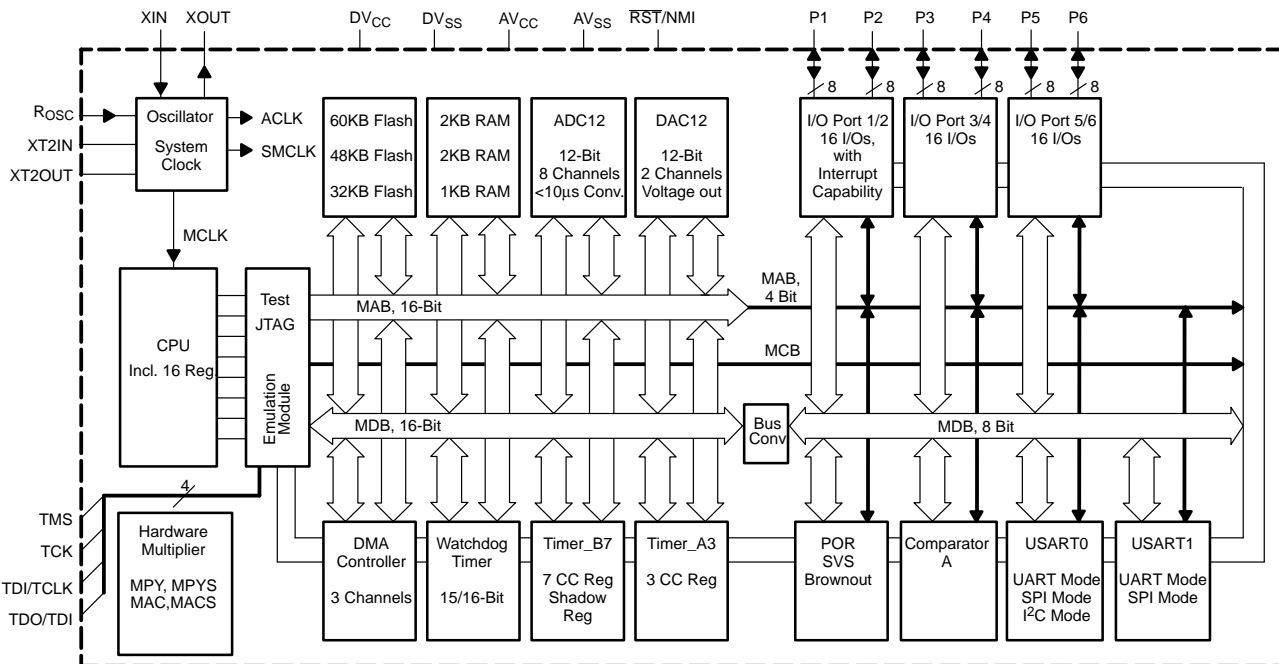 XIN
XOUT
DVCC
DVSS
AVCC
AVSS
RST/NMI
P1
P2
P3
P4
P5
P6
8
8
8
8
8
8
ROSC
XT2IN
XT2OUT
Oscillator
System
Clock
ACLK
SMCLK
MCLK
60KB Flash
48KB Flash
32KB Flash
2KB RAM
2KB RAM
1KB RAM
ADC12
12-Bit
8 Channels
<10μs Conv.
DAC12
12-Bit
2 Channels
Voltage out
I/O Port 1/2
16 I/Os,
with
Interrupt
Capability
I/O Port 3/4
16 I/Os
I/O Port 5/6
16 I/Os
CPU
Incl. 16 Reg.
Test
JTAG
Emulation
Module
MAB, 16-Bit
MAB,
4 Bit
MCB
MDB, 16-Bit
Bus
Conv
MDB, 8 Bit
4
TMS
TCK
TDI/TCLK
TDO/TDI
Hardware
Multiplier
MPY, MPYS
MAC,MACS
DMA
Controller
3 Channels
Watchdog
Timer
15/16-Bit
Timer_B7
7 CC Reg
Shadow
Reg
Timer_A3
3 CC Reg
POR
SVS
Brownout
Comparator
A
USART0
UART Mode
SPI Mode
I2C Mode
USART1
UART Mode
SPI Mode